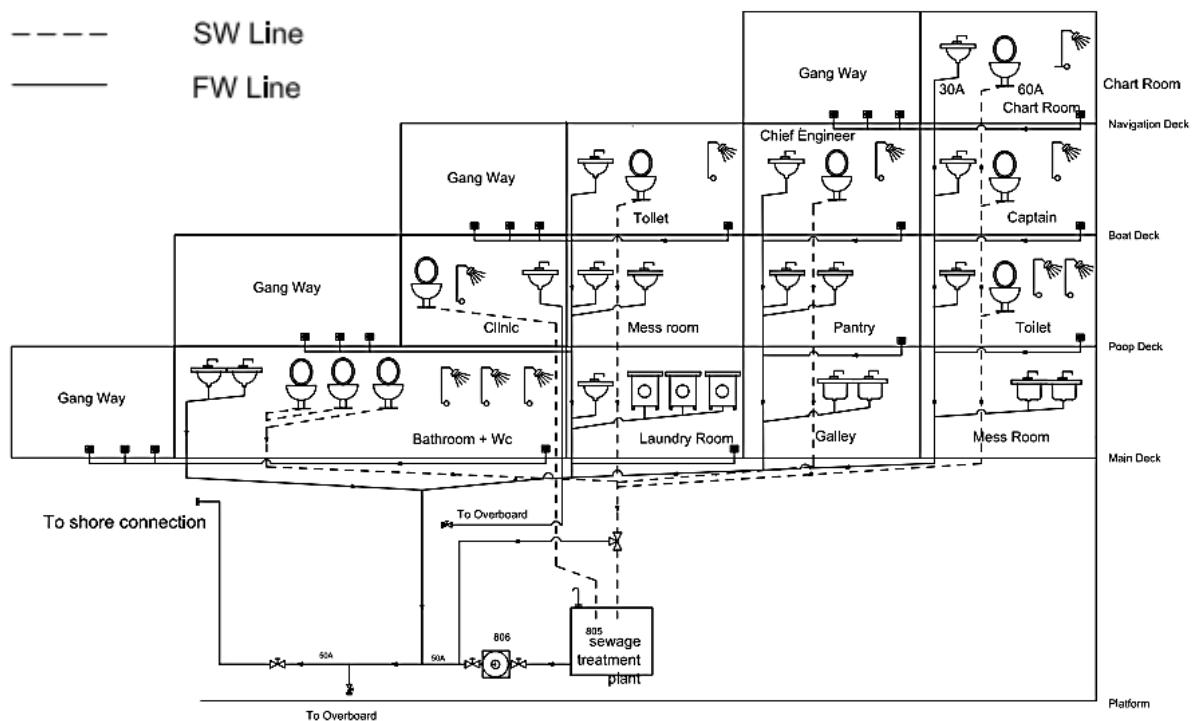 SW Line
FW Line
Gang Way
30A
60A
Chart Room
Chart Room
Navigation Deck
Chief Engineer
Gang Way
Toilet
Captain
Boat Deck
Gang Way
Clinic
Mess room
Pantry
Toilet
Poop Deck
Gang Way
Bathroom + Wc
Laundry Room
Galley
Mess Room
Main Deck
To shore connection
To Overboard
805
sewage
treatment
plant
806
50A
50A
To Overboard
Platform